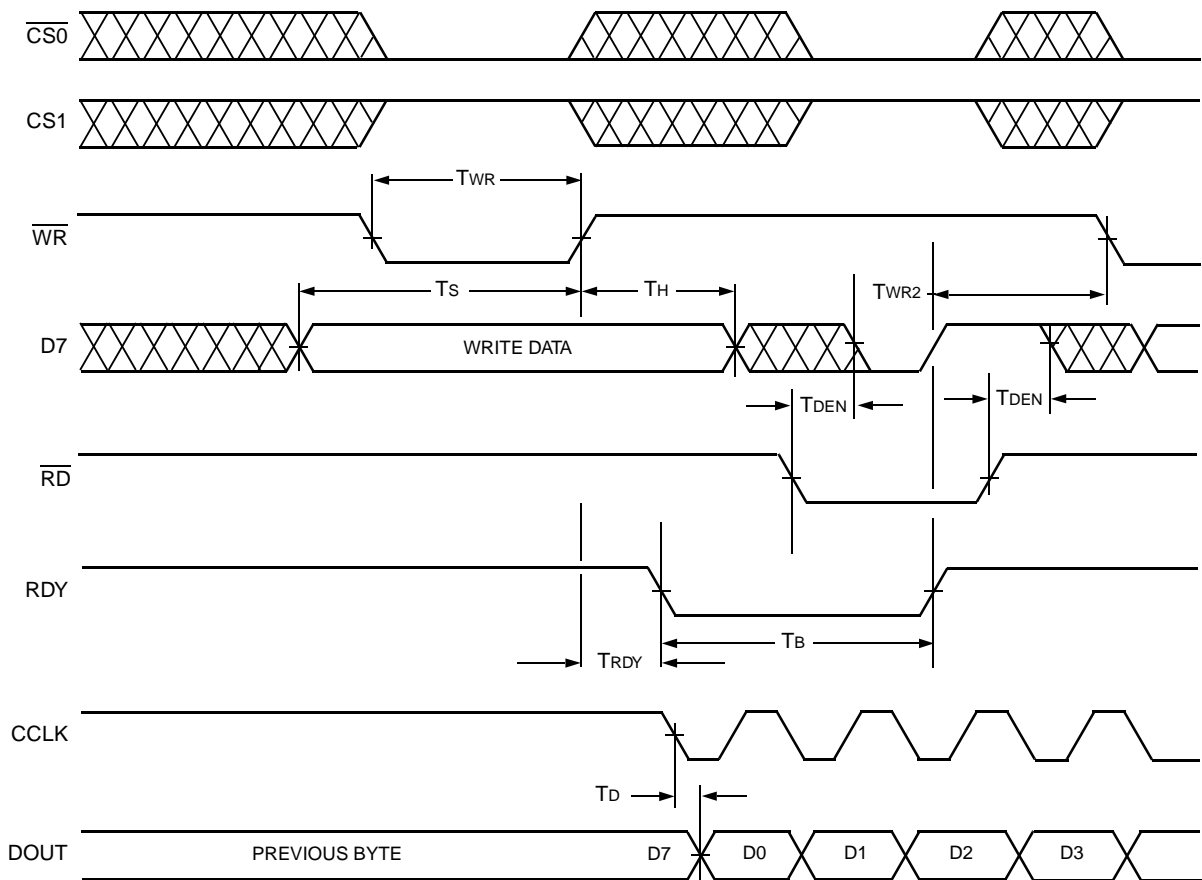 CS0
CS1
TWR
WR
TS
TH
TWR2
D7
WRITE DATA
TDEN
TDEN
RD
RDY
TB
TRDY
CCLK
TD
DOUT
PREVIOUS BYTE
D7
D0
D1
D2
D3